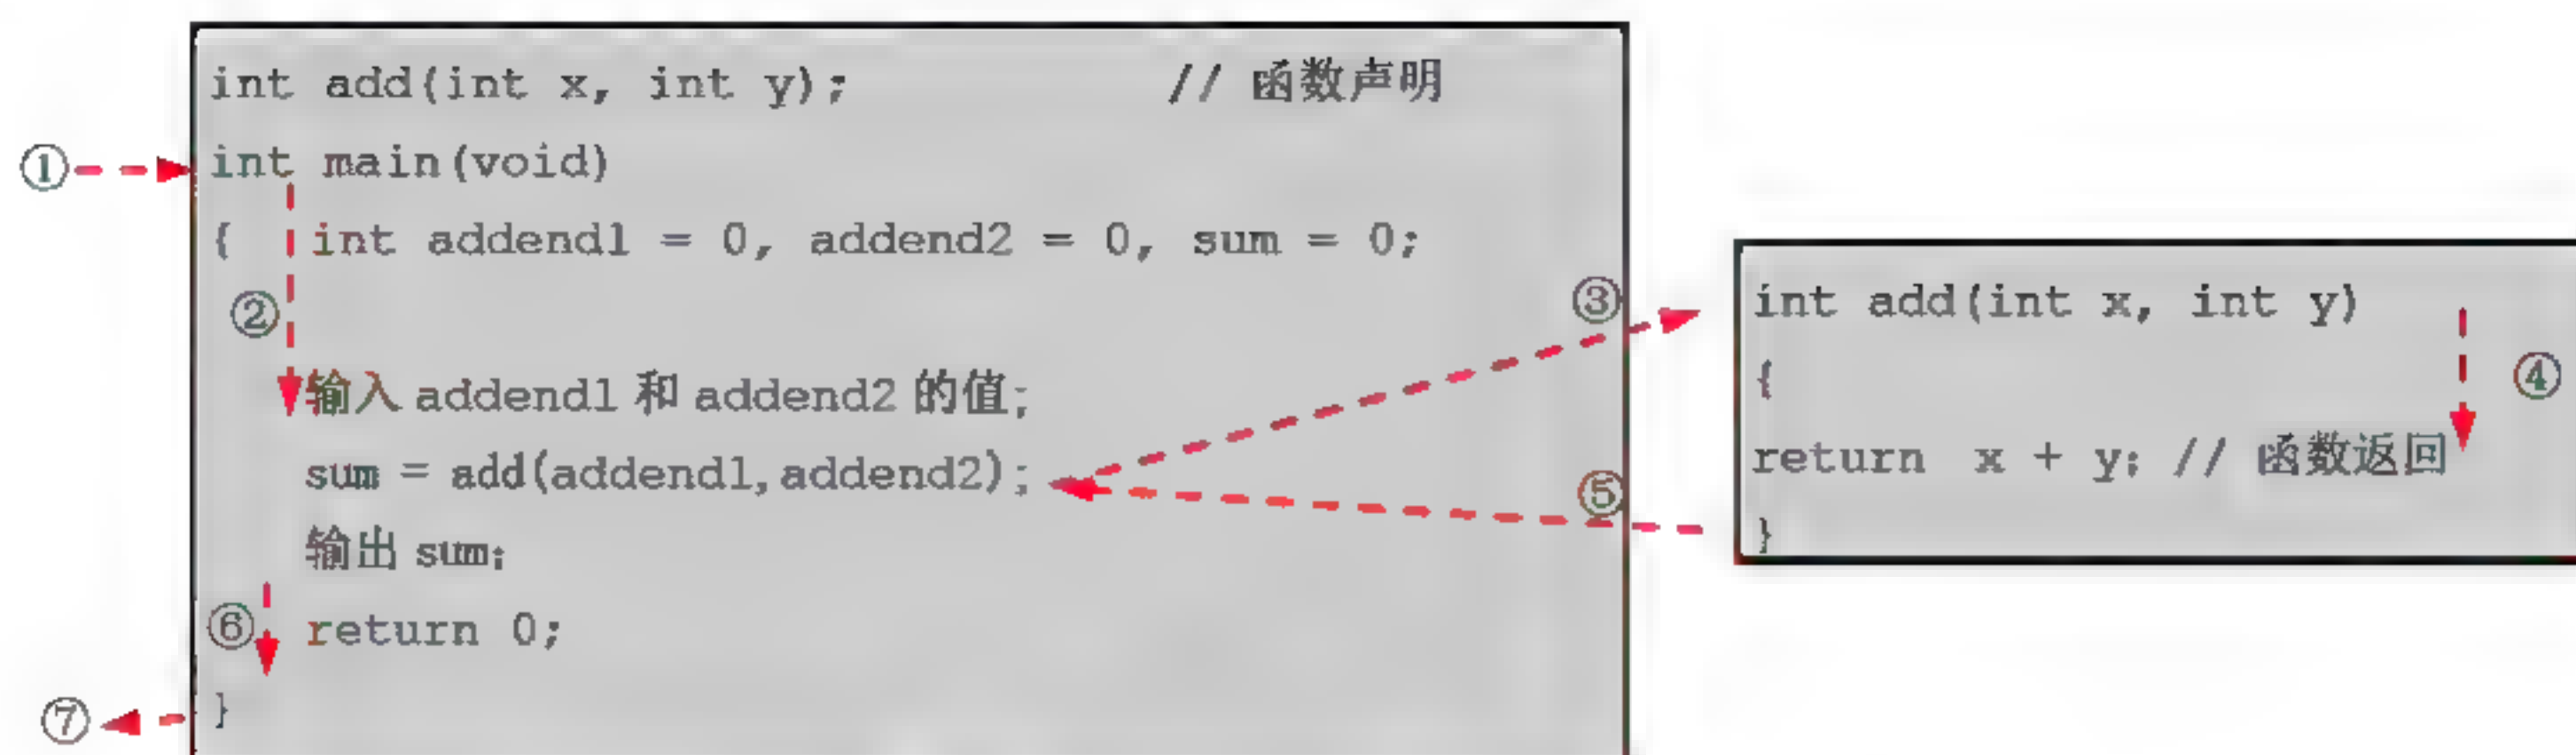 int add(int x, int y); // 函数声明
① int main(void)
{ int addend1 = 0, addend2 = 0, sum = 0;
②
输入 addend1 和 addend2 的值;
sum = add(addend1,addend2);
输出 sum;
⑥ return 0;
⑦ }
③
⑤
int add(int x, int y)
{ ④
return x + y; // 函数返回
}